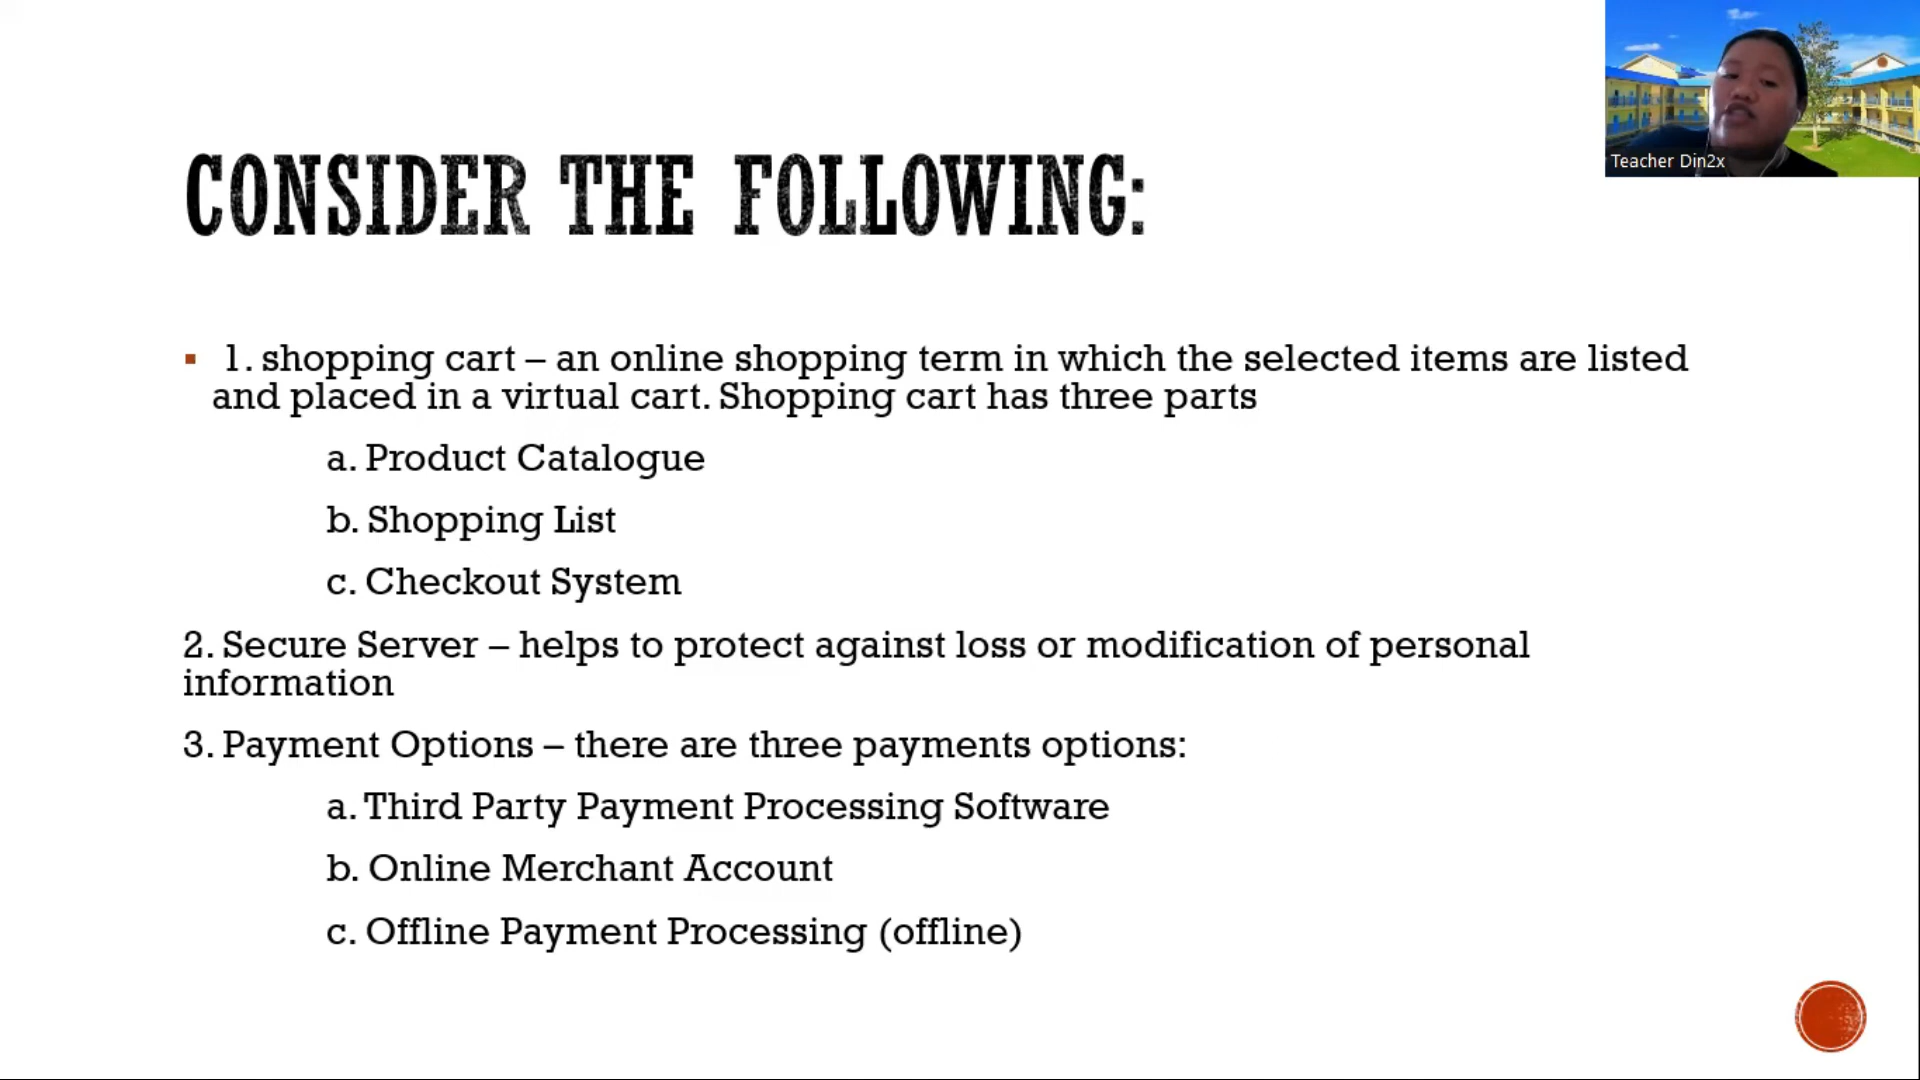 Teacher Din2x
CONSIDER THE FOLLOWING:
▪ 1. shopping cart – an online shopping term in which the selected items are listed
and placed in a virtual cart. Shopping cart has three parts
a. Product Catalogue
b. Shopping List
c. Checkout System
2. Secure Server – helps to protect against loss or modification of personal
information
3. Payment Options – there are three payments options:
a. Third Party Payment Processing Software
b. Online Merchant Account
c. Offline Payment Processing (offline)